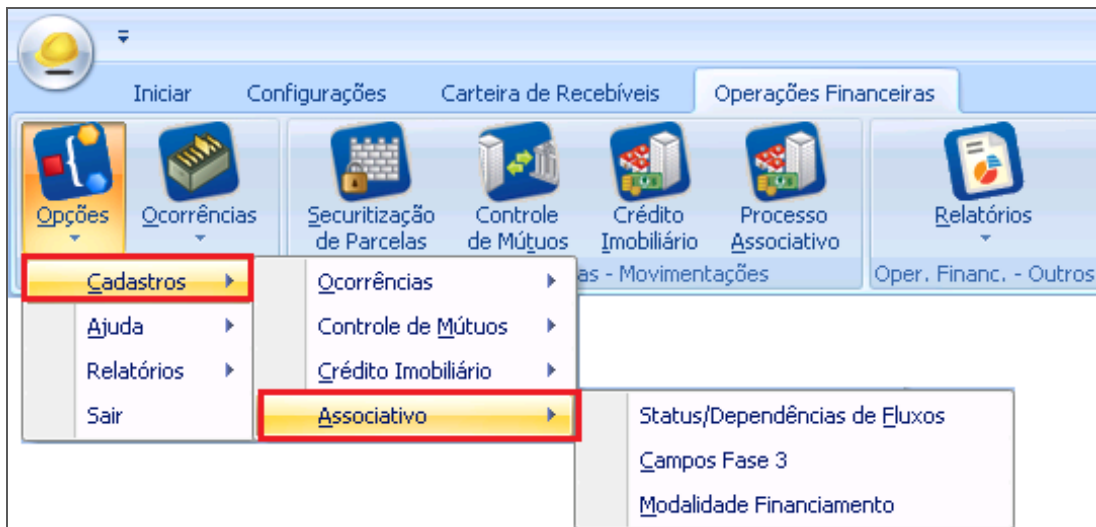 Iniciar Configurações Carteira de Recebíveis Operações Financeiras
Opções Ocorrências Securitização de Parcelas Controle de Mútuos Crédito Imobiliário Processo Associativo Relatórios
as - Movimentações Oper. Financ. - Outros
Cadastros
Ajuda
Relatórios
Sair
Ocorrências
Controle de Mútuos
Crédito Imobiliário
Associativo
Status/Dependências de Fluxos
Campos Fase 3
Modalidade Financiamento